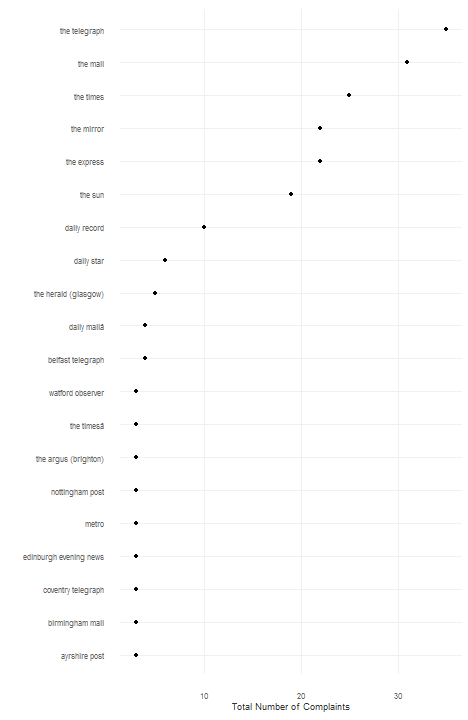 the telegraph
the mail
the times
the mirror
the express
the sun
daily record
daily star
the herald (glasgow)
daily mailâ
belfast telegraph
watford observer
the timesâ
the argus (brighton)
nottingham post
metro
edinburgh evening news
coventry telegraph
birmingham mail
ayrshire post
10 20 30
Total Number of Complaints